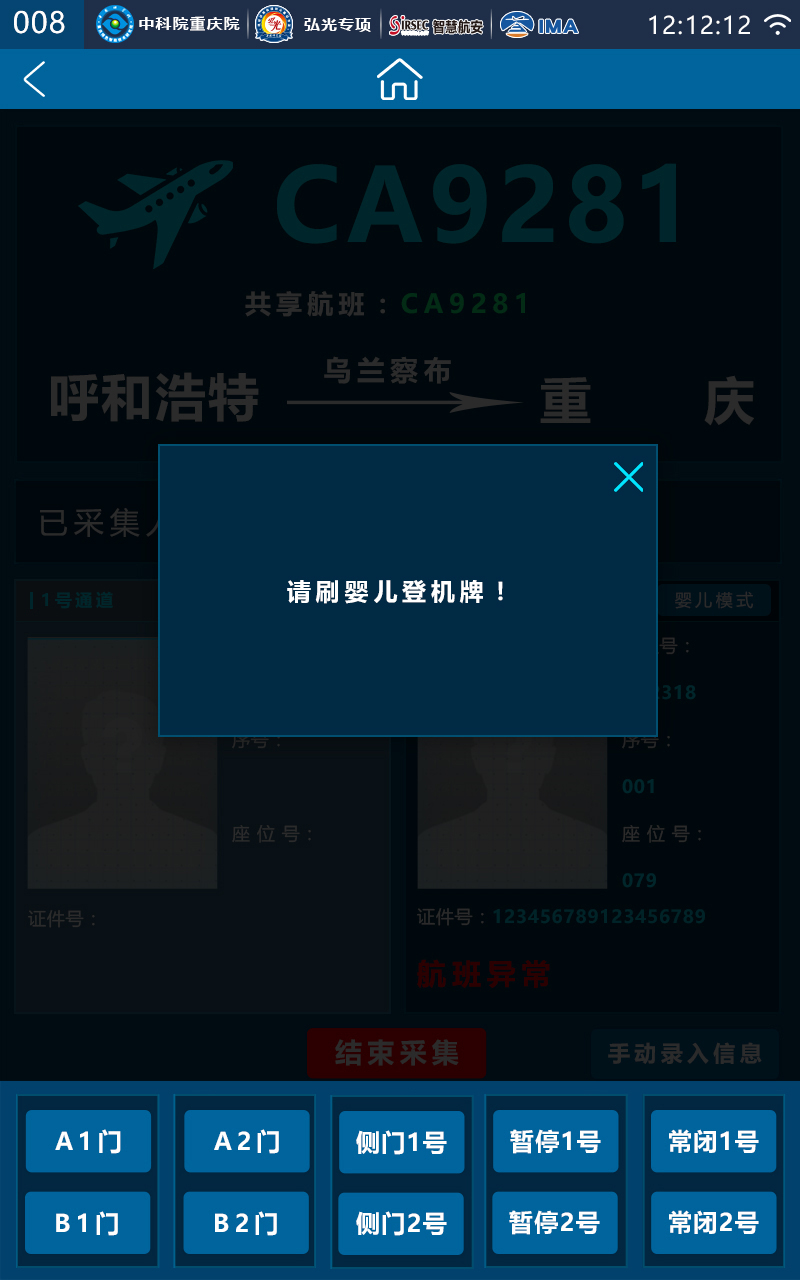 008 中科院重庆院 弘光专项 SiRSEC 智慧航安 IMA 12:12:12
CA9281
共享航班：CA9281
乌兰察布
呼和浩特 重 庆
已采集
请刷婴儿登机牌！
1号通道
婴儿模式
号：
2318
序号：
序号：
001
座位号：
座位号：
079
证件号：
证件号：123456789123456789
航班异常
结束采集 手动录入信息
A1门 A2门 侧门1号 暂停1号 常闭1号
B1门 B2门 侧门2号 暂停2号 常闭2号